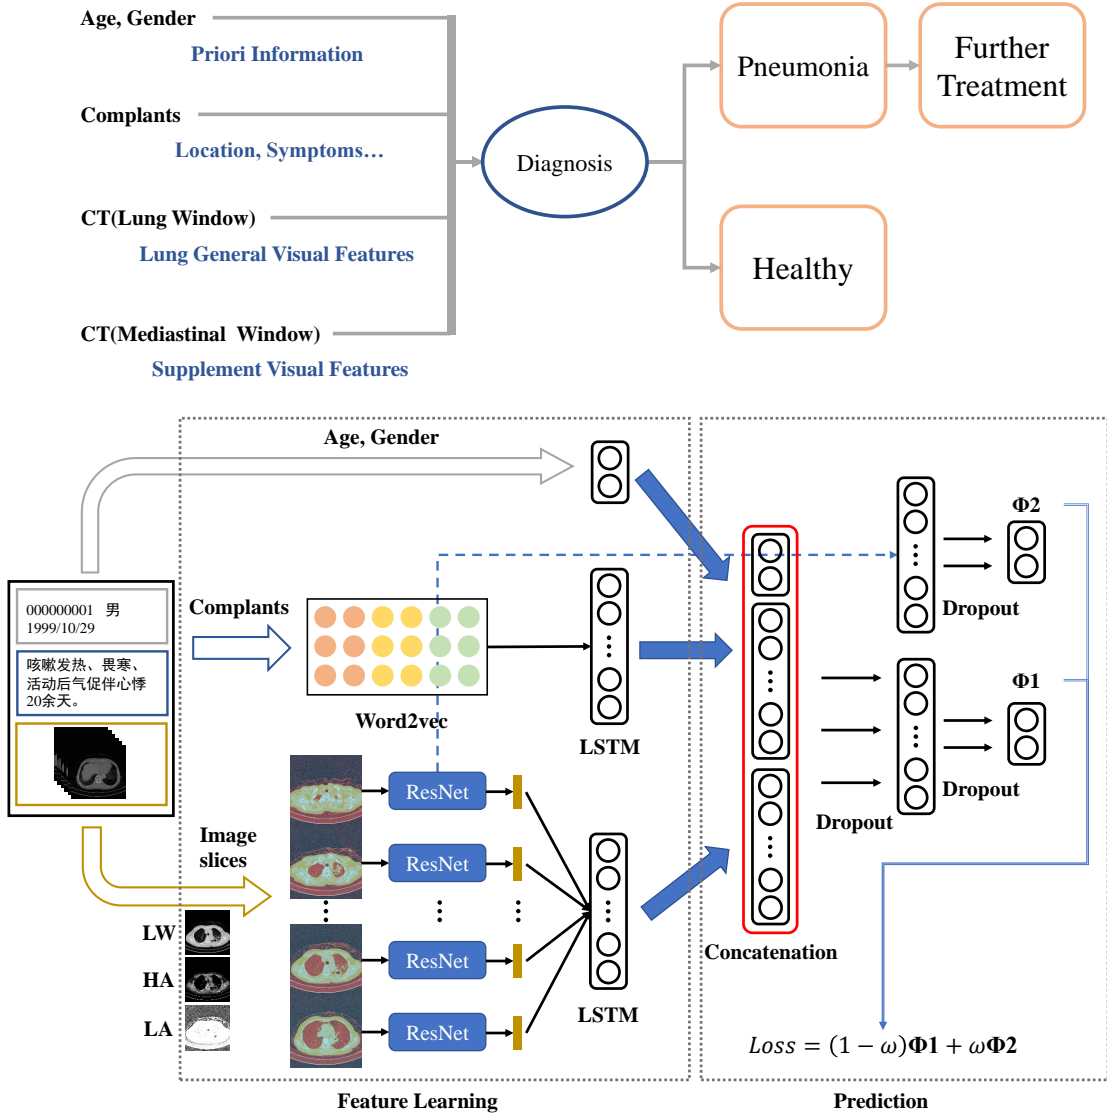 Age, Gender
Priori Information
Complants
Location, Symptoms…
CT(Lung Window)
Lung General Visual Features
CT(Mediastinal Window)
Supplement Visual Features
Diagnosis
Pneumonia
Further
Treatment
Healthy
Age, Gender
000000001 男
1999/10/29
咳嗽发热、畏寒、
活动后气促伴心悸
20余天。
Complants
Word2vec
LSTM
Image
slices
LW
HA
LA
ResNet
ResNet
ResNet
ResNet
LSTM
Feature Learning
Concatenation
Dropout
Φ2
Dropout
Φ1
Dropout
Loss = (1 − ω)Φ1 + ωΦ2
Prediction